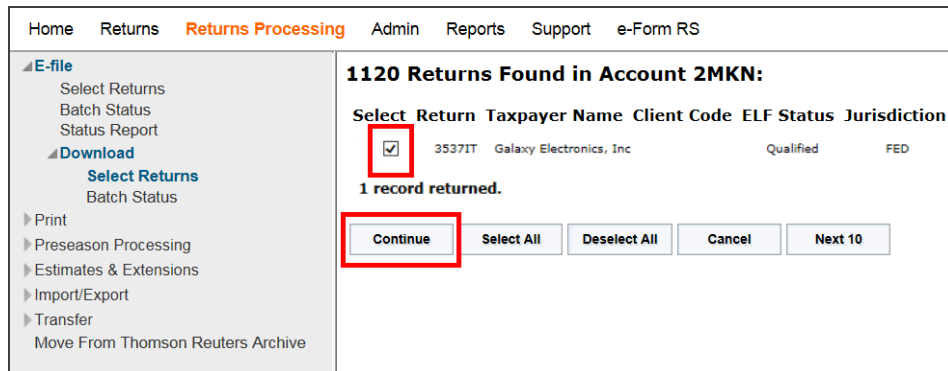 Home Returns Returns Processing Admin Reports Support e-Form RS
E-file
Select Returns
Batch Status
Status Report
Download
Select Returns
Batch Status
Print
Preseason Processing
Estimates & Extensions
Import/Export
Transfer
Move From Thomson Reuters Archive
1120 Returns Found in Account 2MKN:
Select Return Taxpayer Name Client Code ELF Status Jurisdiction
3537IT Galaxy Electronics, Inc Qualified FED
1 record returned.
Continue Select All Deselect All Cancel Next 10